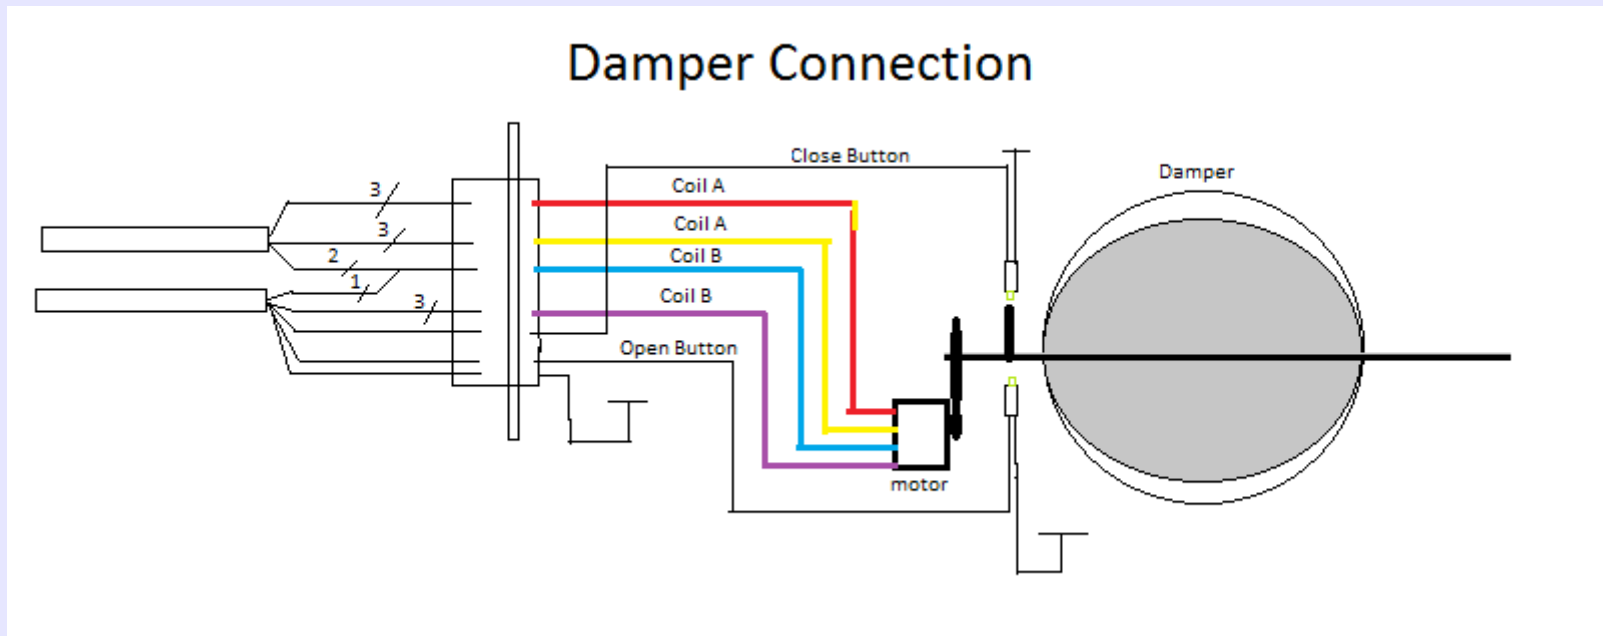 Damper Connection
Close Button
Damper
3
Coil A
3
Coil A
2
Coil B
1
3
Coil B
Open Button
motor